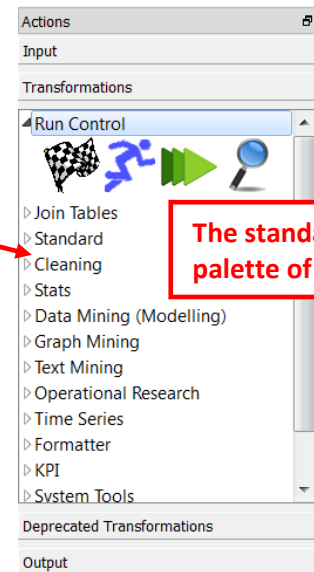 Actions
Input
Transformations
Run Control
Join Tables
Standard
Cleaning
The
palette of
Stats
Data Mining (Modelling)
Graph Mining
Text Mining
Operational Research
Time Series
Formatter
KPI
System Tools
Deprecated Transformations
Output